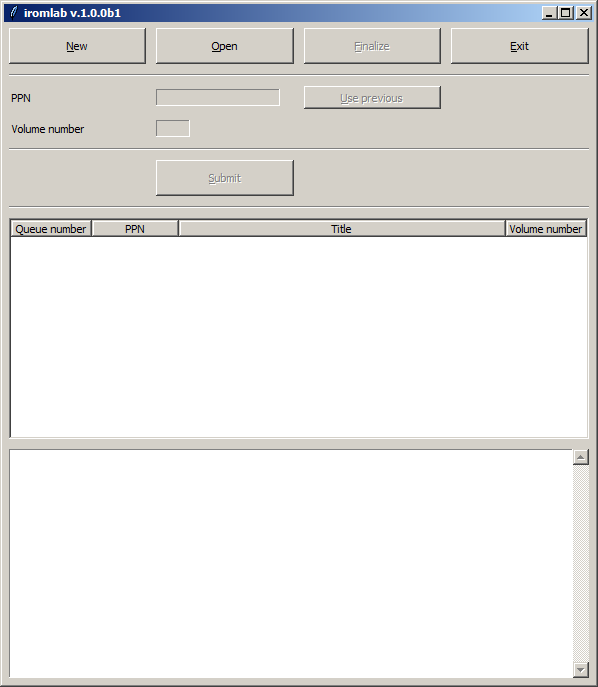 iromlab v.1.0.0b1
New Open Finalize Exit
PPN Use previous
Volume number
Submit
Queue number PPN Title Volume number